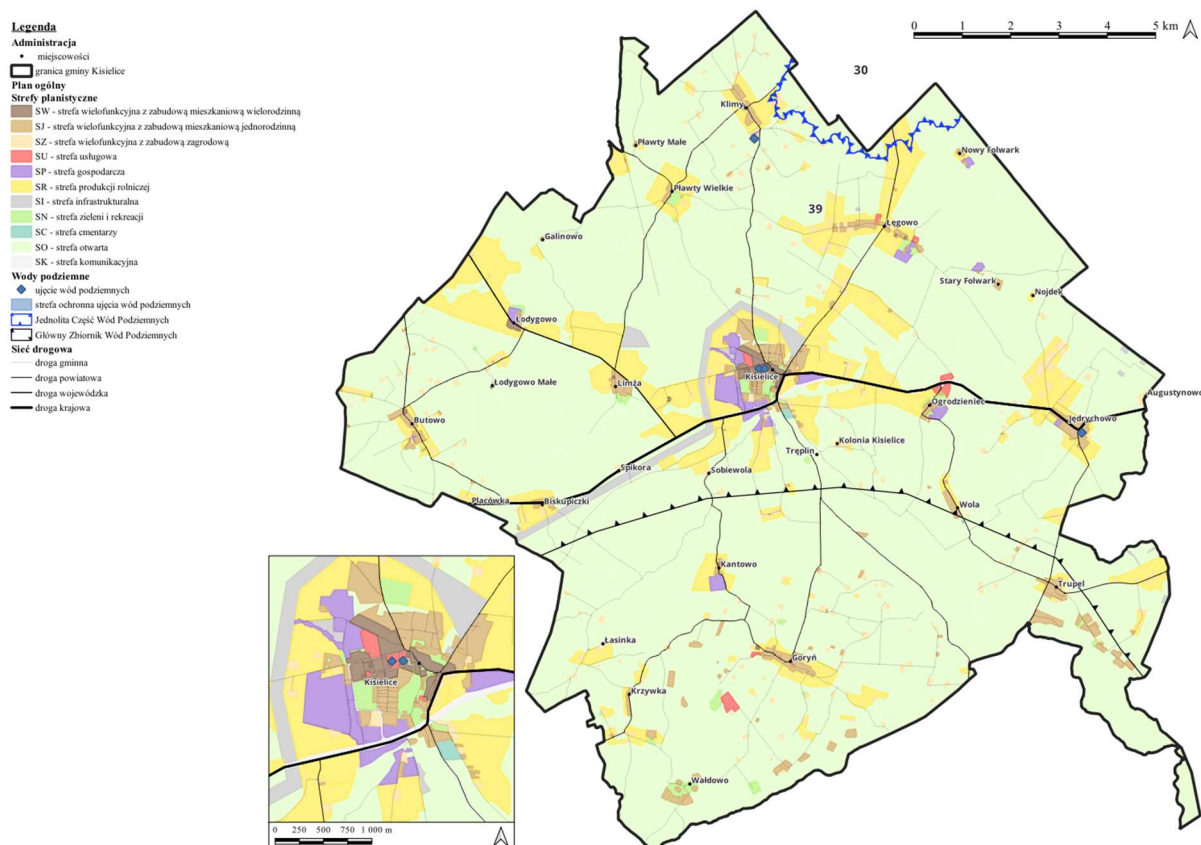 Legenda
Administracja
miejscowości
granica gminy Kisielice
Plan ogólny
Strefy planistyczne
SW - strefa wielofunkcyjna z zabudową mieszkaniową wielorodzinną
SJ - strefa wielofunkcyjna z zabudową mieszkaniową jednorodzinną
SZ - strefa wielofunkcyjna z zabudową zagrodową
SU - strefa usługowa
SP - strefa gospodarcza
SR - strefa produkcji rolniczej
SI - strefa infrastrukturalna
SN - strefa zieleni i rekreacji
SC - strefa cmentarzy
SO - strefa otwarta
SK - strefa komunikacyjna
Wody podziemne
ujęcie wód podziemnych
strefa ochronna ujęcia wód podziemnych
Jednolita Część Wód Podziemnych
Główny Zbiornik Wód Podziemnych
Sieć drogowa
droga gminna
droga powiatowa
droga wojewódzka
droga krajowa
0 1 2 3 4 5 km
30
Klimy
Pławty Małe
Nowy Folwark
Pławty Wielkie
39
Łęgowo
Galinowo
Stary Folwark
Nojdek
Łodygowo
Kisielice
Łodygowo Małe
Limża
Augustynowo
Ogrodzieniec
Jędrychowo
Butowo
Kolonia Kisielice
Tręplin
Spikora
Sobiewola
Placówka
Biskupiczki
Wola
Kantowo
Trupel
Łasinka
Goryń
Krzywka
Wałdowo
Kisielice
0 250 500 750 1 000 m